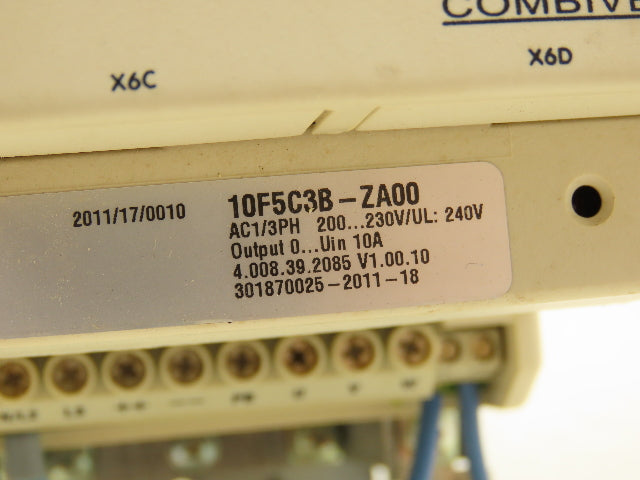 X6C
X6D
2011/17/0010
10F5C3B-ZA00
AC1/3PH 200...230V/UL: 240V
Output 0...Uin 10A
4.008.39.2085 V1.00.10
301870025-2011-18